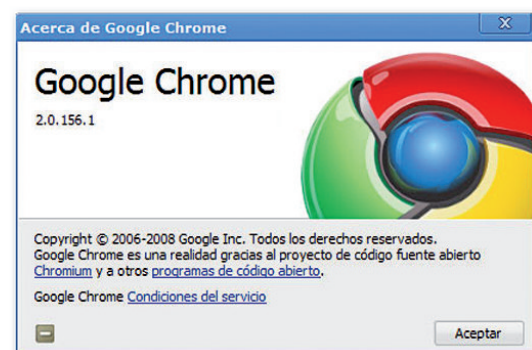 Acerca de Google Chrome
X
Google Chrome
2.0.156.1
Copyright © 2006-2008 Google Inc. Todos los derechos reservados.
Google Chrome es una realidad gracias al proyecto de código fuente abierto
Chromium y a otros programas de código abierto.
Google Chrome Condiciones del servicio
Aceptar